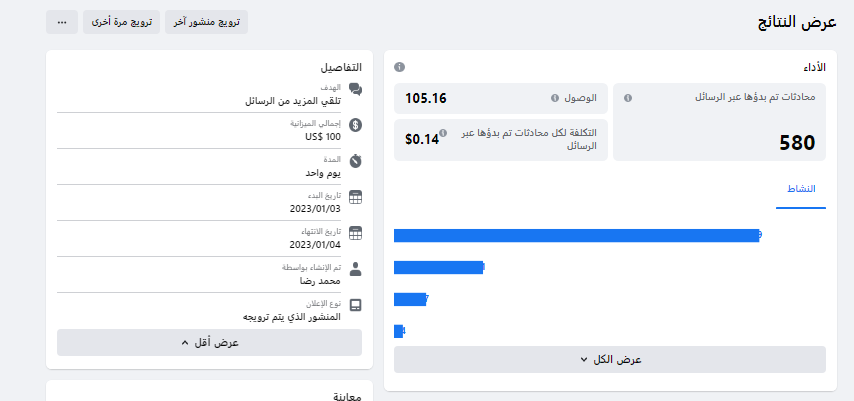 عرض النتائج
ترويج منشور آخر
ترويج مرة أخرى
الأداء
محادثات تم بدؤها عبر الرسائل
580
الوصول
105.16
التكلفة لكل محادثات تم بدؤها عبر
الرسائل
$0.14
النشاط
عرض الكل
التفاصيل
الهدف
تلقي المزيد من الرسائل
إجمالي الميزانية
US$ 100
المدة
يوم واحد
تاريخ البدء
2023/01/03
تاريخ الانتهاء
2023/01/04
تم الإنشاء بواسطة
محمد رضا
نوع الإعلان
المنشور الذي يتم ترويجه
عرض أقل
معاينة